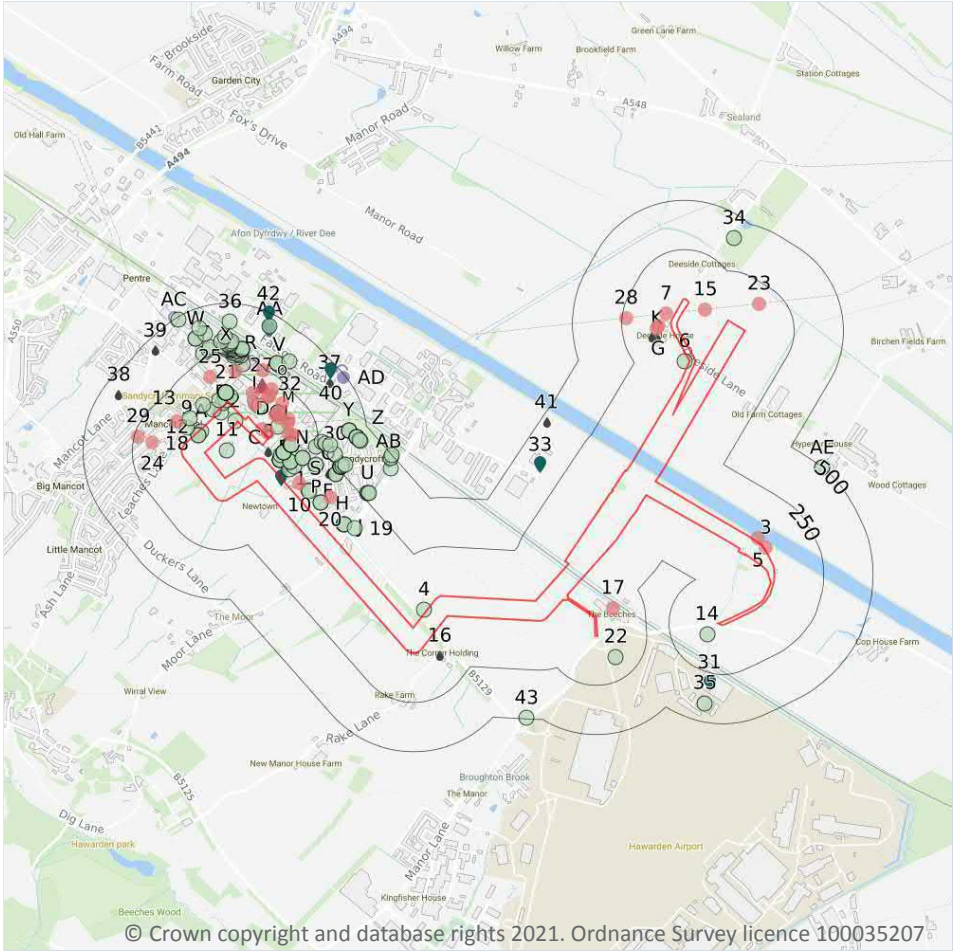 Brookside
A494
Green Lane Farm
Willow Farm
Brookfield Farm
Farm Road
Garden City
Station Cottages
Fox's Drive
Manor Road
A548
Sealand
Old Hall Farm
B5441
A494
Manor Road
34
Afon Dyfrdwy / River Dee
Deeside Cottages
Pentre
42
AC
36
AA
28
7
15
23
W
X
K
A550
39
R
V
G
6
Deeside Lane
Birchen Fields Farm
25
21
27
37
AD
38
32
40
13
M
Old Farm Cottages
29
9
D
Y
41
12
Z
18
11
C
N
30
AB
AE
Mancot Lane
24
S
33
500
Leaches Lane
U
Wood Cottages
Big Mancot
P
F
Newtown
10
H
250
20
19
3
Little Mancot
5
Duckers Lane
Ash Lane
4
17
The Beeches
The Moor
14
Moor Lane
16
22
Cop House Farm
The Corner Holding
31
B5129
35
Wirral View
Rake Farm
43
Rake Lane
New Manor House Farm
B5125
Broughton Brook
The Manor
Dig Lane
Hawarden park
Manor Lane
Hawarden Airport
Kingfisher House
Beeches Wood
© Crown copyright and database rights 2021. Ordnance Survey licence 100035207.